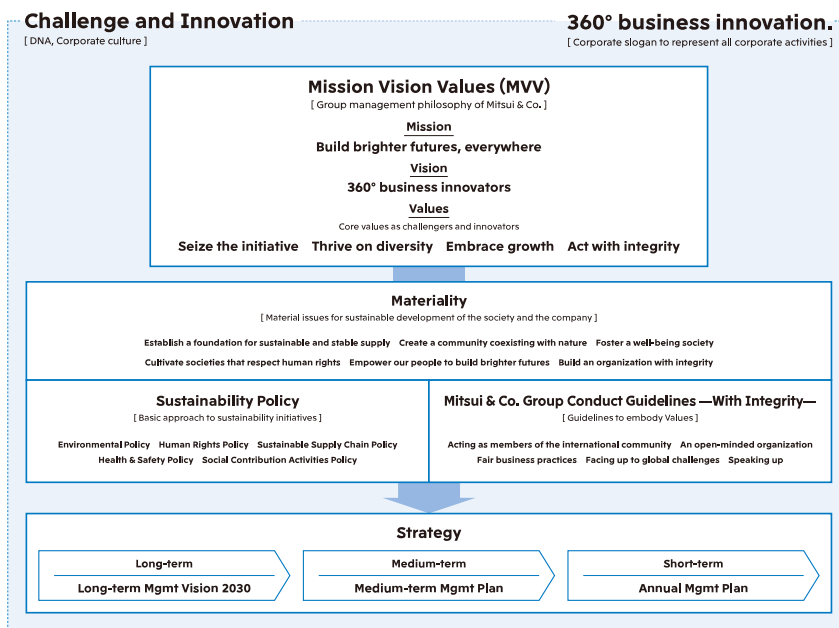 Challenge and Innovation
[ DNA, Corporate culture ]
360° business innovation.
[ Corporate slogan to represent all corporate activities ]
Mission Vision Values (MVV)
[ Group management philosophy of Mitsui & Co. ]
Mission
Build brighter futures, everywhere
Vision
360° business innovators
Values
Core values as challengers and innovators
Seize the initiative Thrive on diversity Embrace growth Act with integrity
Materiality
[ Material issues for sustainable development of the society and the company ]
Establish a foundation for sustainable and stable supply Create a community coexisting with nature Foster a well-being society
Cultivate societies that respect human rights Empower our people to build brighter futures Build an organization with integrity
Sustainability Policy
[ Basic approach to sustainability initiatives ]
Environmental Policy Human Rights Policy Sustainable Supply Chain Policy
Health & Safety Policy Social Contribution Activities Policy
Mitsui & Co. Group Conduct Guidelines —With Integrity—
[ Guidelines to embody Values ]
Acting as members of the international community An open-minded organization
Fair business practices Facing up to global challenges Speaking up
Strategy
Long-term
Long-term Mgmt Vision 2030
Medium-term
Medium-term Mgmt Plan
Short-term
Annual Mgmt Plan